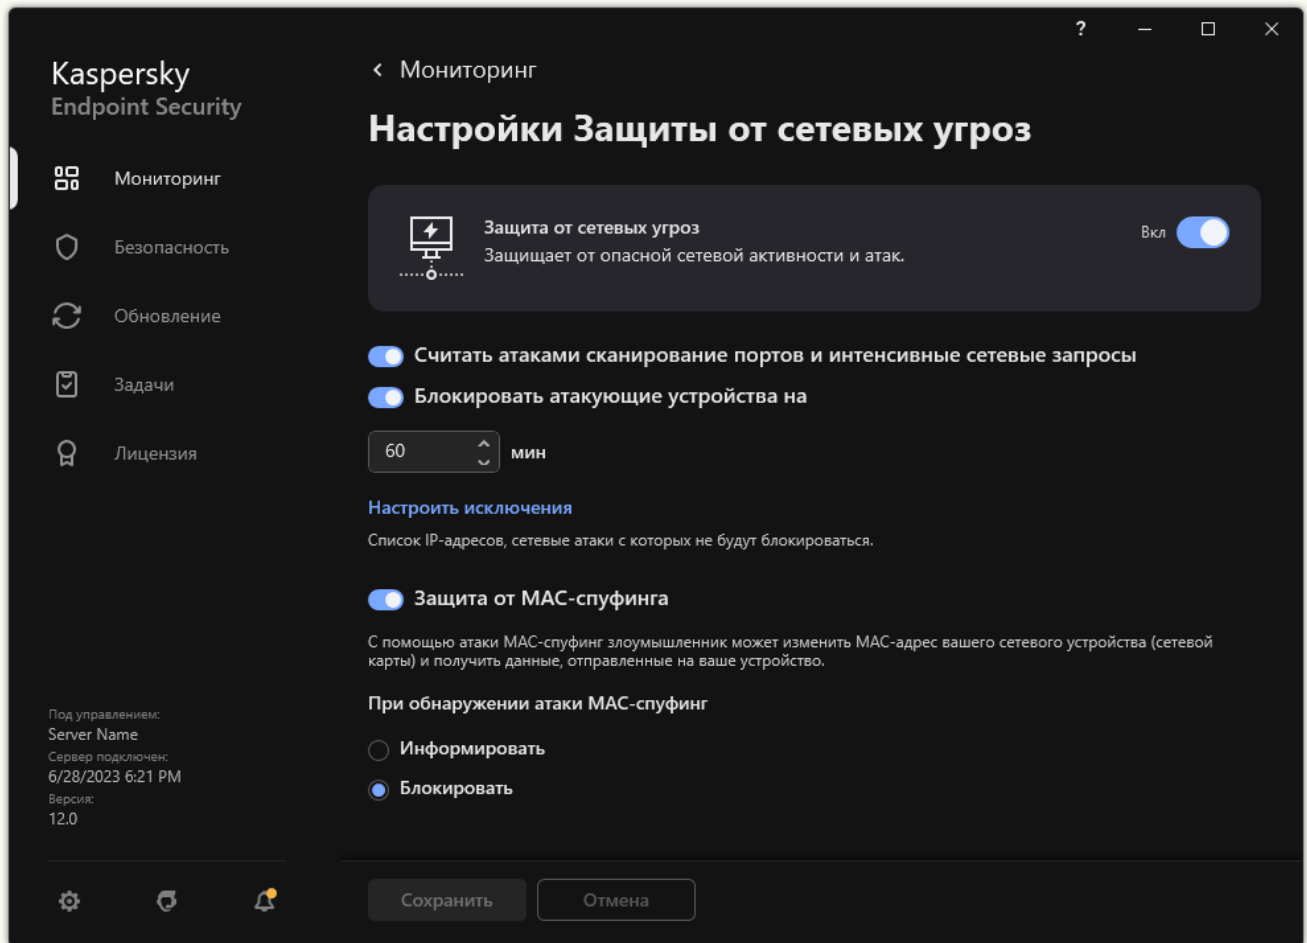 ?
Kaspersky
Endpoint Security
Мониторинг
Безопасность
Обновление
Задачи
Лицензия
Под управлением:
Server Name
Сервер подключен:
6/28/2023 6:21 PM
Версия:
12.0
Мониторинг
Настройки Защиты от сетевых угроз
Защита от сетевых угроз
Защищает от опасной сетевой активности и атак.
Вкл
Считать атаками сканирование портов и интенсивные сетевые запросы
Блокировать атакующие устройства на
60 мин
Настроить исключения
Список IP-адресов, сетевые атаки с которых не будут блокироваться.
Защита от MAC-спуфинга
С помощью атаки MAC-спуфинг злоумышленник может изменить MAC-адрес вашего сетевого устройства (сетевой
карты) и получить данные, отправленные на ваше устройство.
При обнаружении атаки MAC-спуфинг
Информировать
Блокировать
Сохранить
Отмена